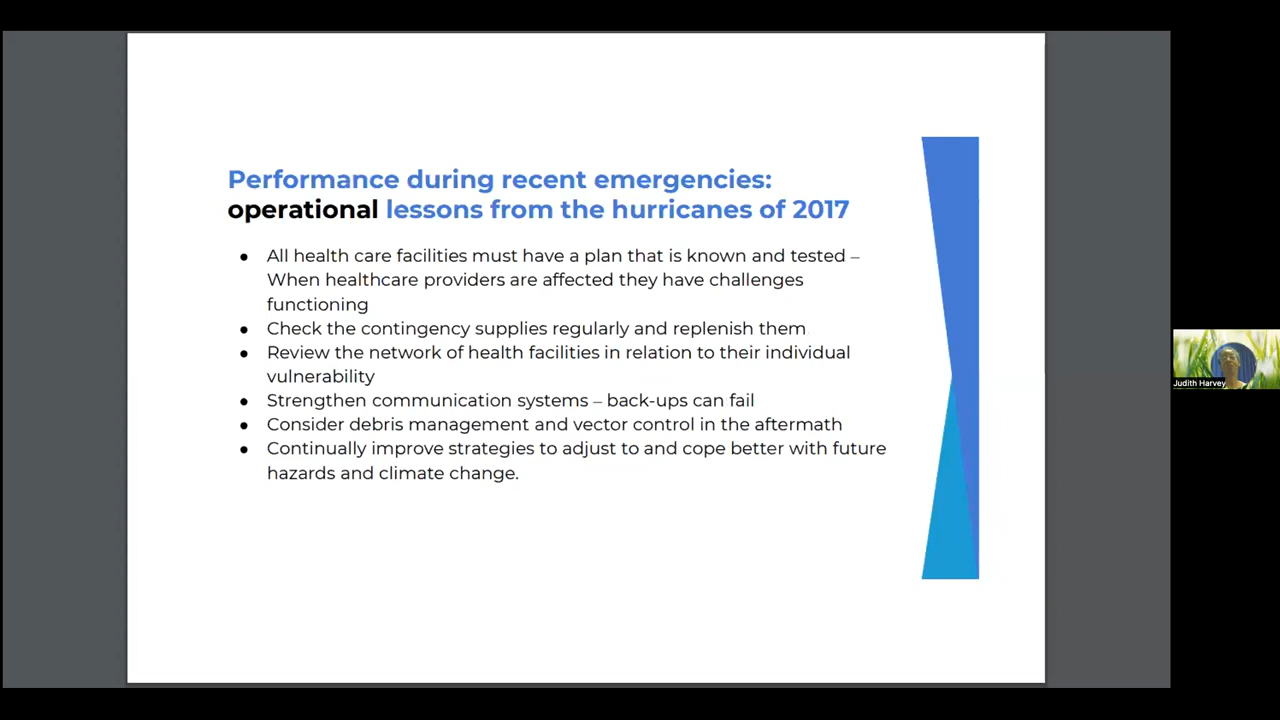 Performance during recent emergencies:
operational lessons from the hurricanes of 2017
● All health care facilities must have a plan that is known and tested –
When healthcare providers are affected they have challenges
functioning
● Check the contingency supplies regularly and replenish them
● Review the network of health facilities in relation to their individual
vulnerability
● Strengthen communication systems – back-ups can fail
● Consider debris management and vector control in the aftermath
● Continually improve strategies to adjust to and cope better with future
hazards and climate change.
Judith Harvey